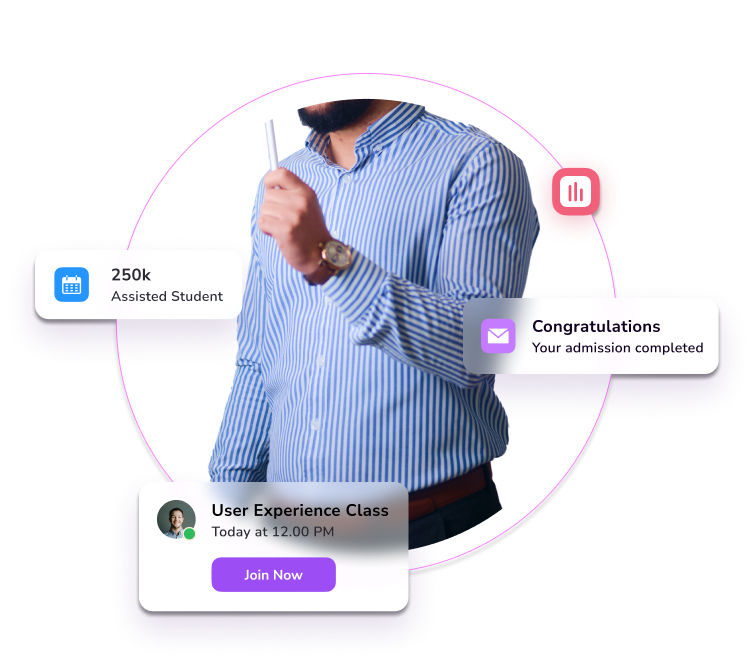 250k
Assisted Student
Congratulations
Your admission completed
User Experience Class
Today at 12.00 PM
Join Now